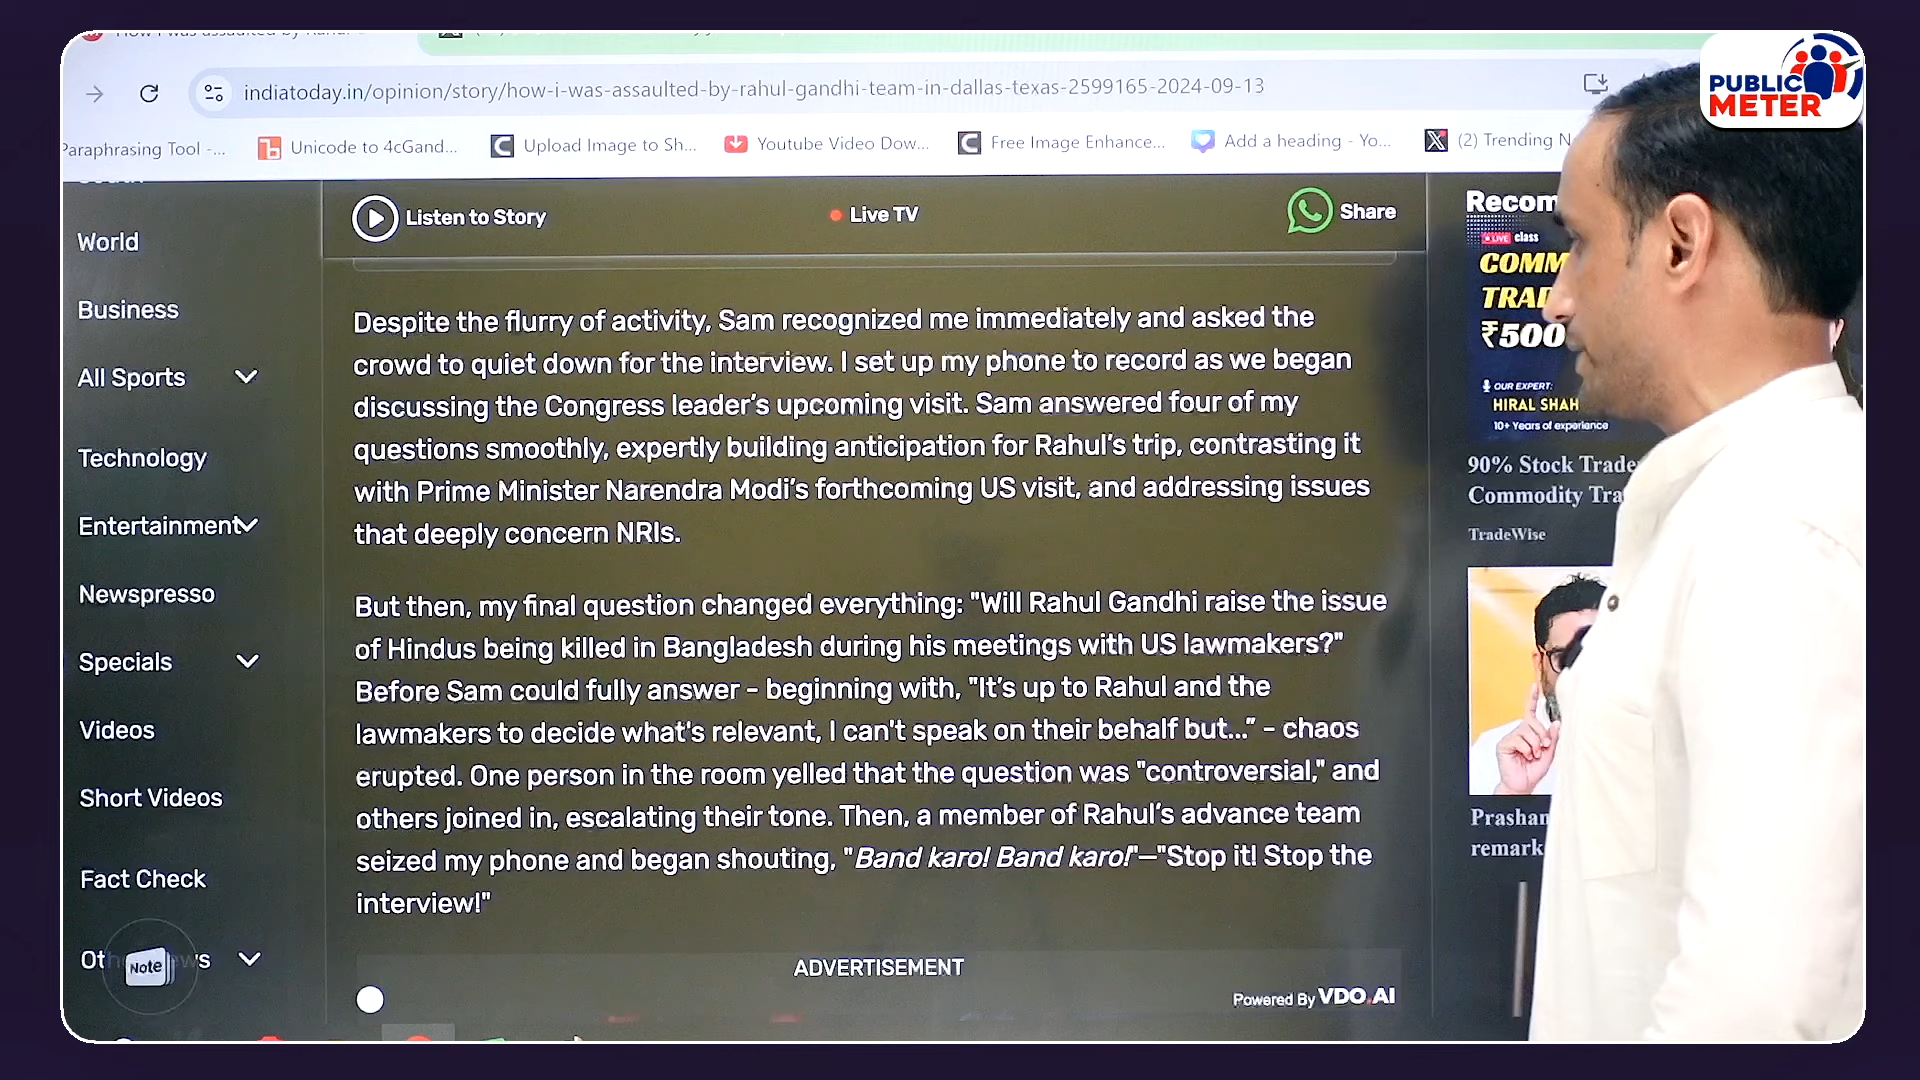 PUBLIC
METER
indiatoday.in/opinion/story/how-i-was-assaulted-by-rahul-gandhi-team-in-dallas-texas-2599165-2024-09-13
Paraphrasing Tool -...
Unicode to 4cGand...
Upload Image to Sh...
Youtube Video Dow...
Free Image Enhance...
Add a heading - Yo...
(2) Trending N
World
Business
All Sports
Technology
Entertainment
Newspresso
Specials
Videos
Short Videos
Fact Check
Note
Listen to Story
Live TV
Share
Despite the flurry of activity, Sam recognized me immediately and asked the
crowd to quiet down for the interview. I set up my phone to record as we began
discussing the Congress leader’s upcoming visit. Sam answered four of my
questions smoothly, expertly building anticipation for Rahul’s trip, contrasting it
with Prime Minister Narendra Modi’s forthcoming US visit, and addressing issues
that deeply concern NRIs.
But then, my final question changed everything: "Will Rahul Gandhi raise the issue
of Hindus being killed in Bangladesh during his meetings with US lawmakers?"
Before Sam could fully answer – beginning with, "It’s up to Rahul and the
lawmakers to decide what's relevant, I can't speak on their behalf but...” – chaos
erupted. One person in the room yelled that the question was "controversial," and
others joined in, escalating their tone. Then, a member of Rahul’s advance team
seized my phone and began shouting, "Band karo! Band karo!"—"Stop it! Stop the
interview!"
ADVERTISEMENT
Powered By VDO.AI
Recom
LIVE class
COMM
TRAD
₹500
OUR EXPERT:
HIRAL SHAH
10+ Years of experience
90% Stock Trade
Commodity Tra
TradeWise
Prashan
remark